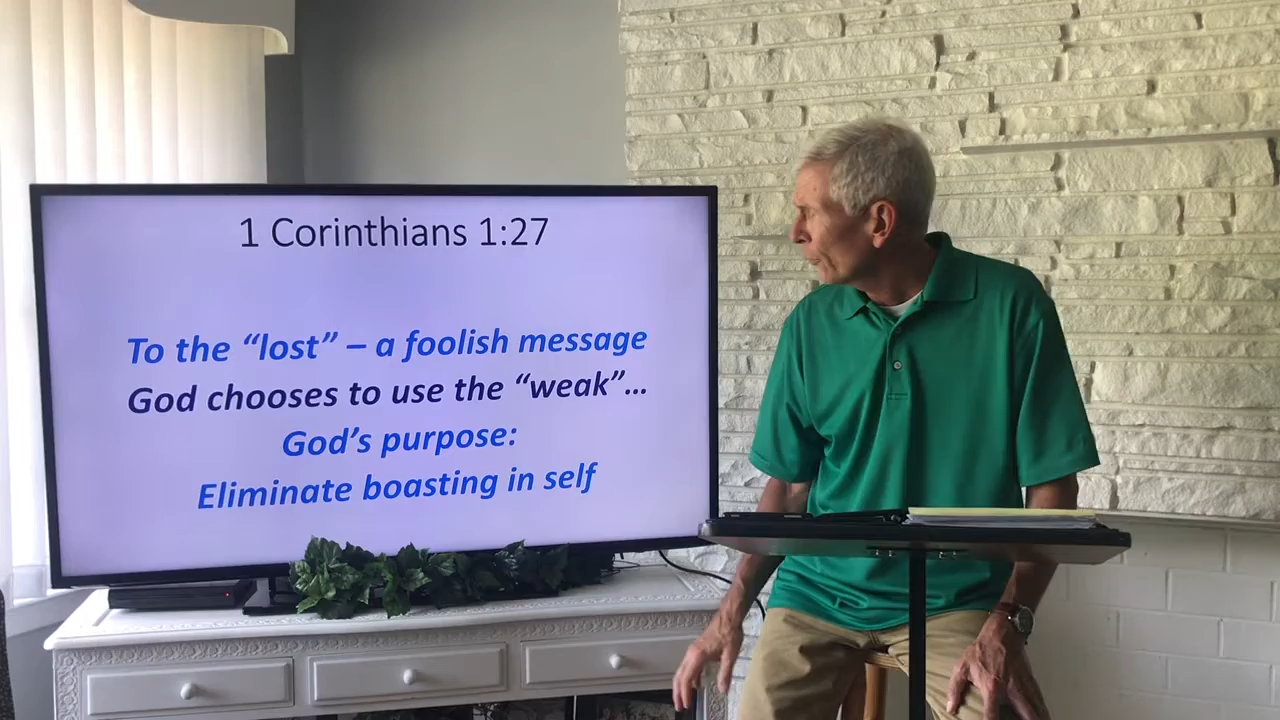 1 Corinthians 1:27
To the “lost” – a foolish message
God chooses to use the “weak”...
God’s purpose:
Eliminate boasting in self